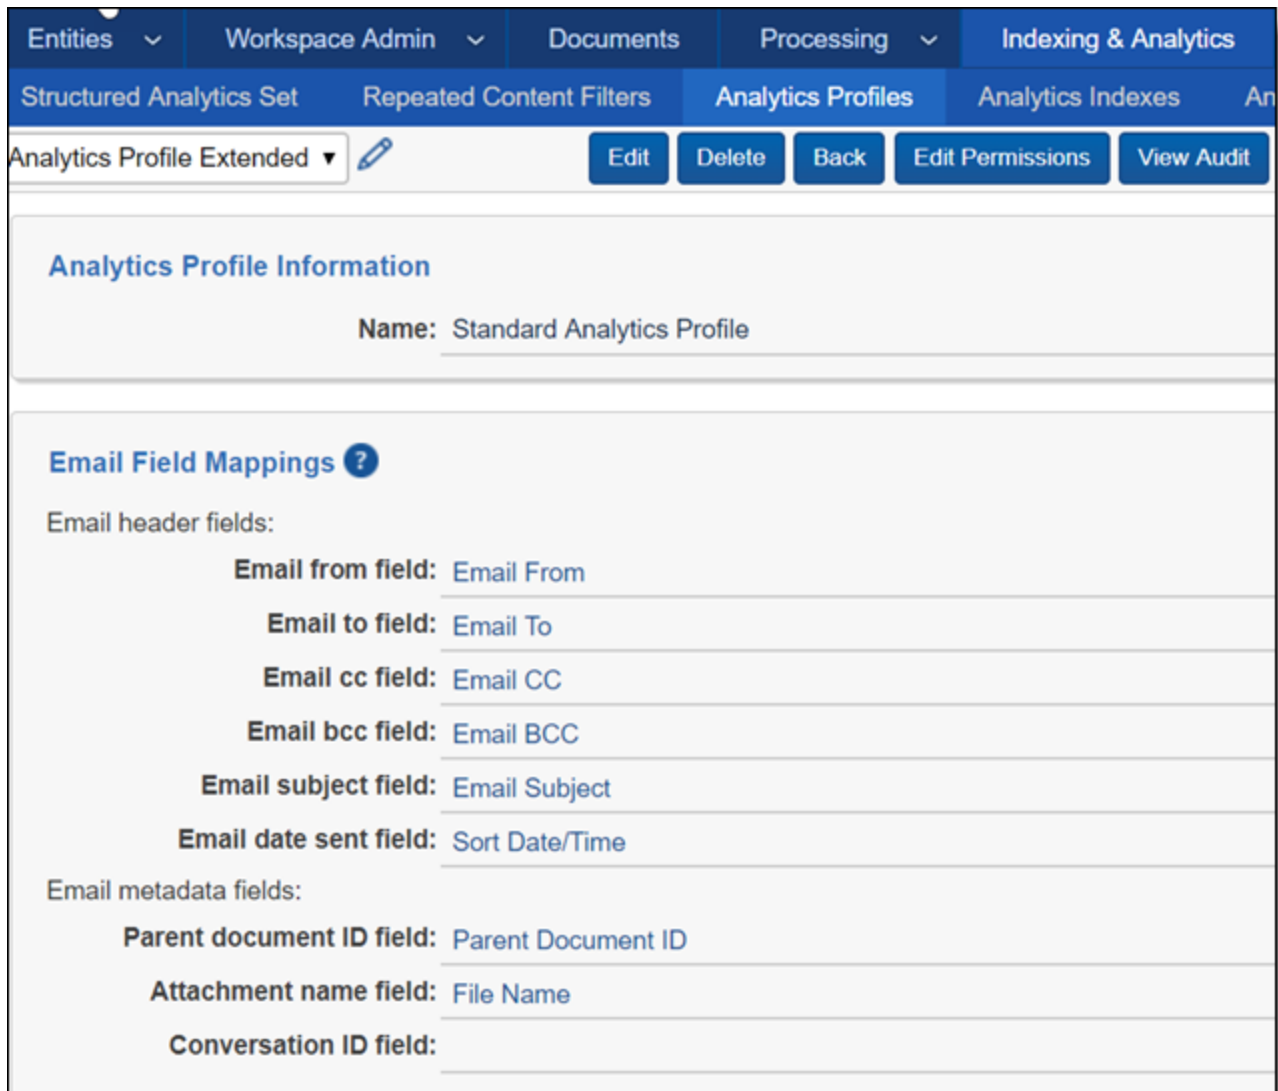 Entities Workspace Admin Documents Processing Indexing & Analytics
Structured Analytics Set Repeated Content Filters Analytics Profiles Analytics Indexes An
Analytics Profile Extended Edit Delete Back Edit Permissions View Audit
Analytics Profile Information
Name: Standard Analytics Profile
Email Field Mappings ?
Email header fields:
Email from field: Email From
Email to field: Email To
Email cc field: Email CC
Email bcc field: Email BCC
Email subject field: Email Subject
Email date sent field: Sort Date/Time
Email metadata fields:
Parent document ID field: Parent Document ID
Attachment name field: File Name
Conversation ID field: